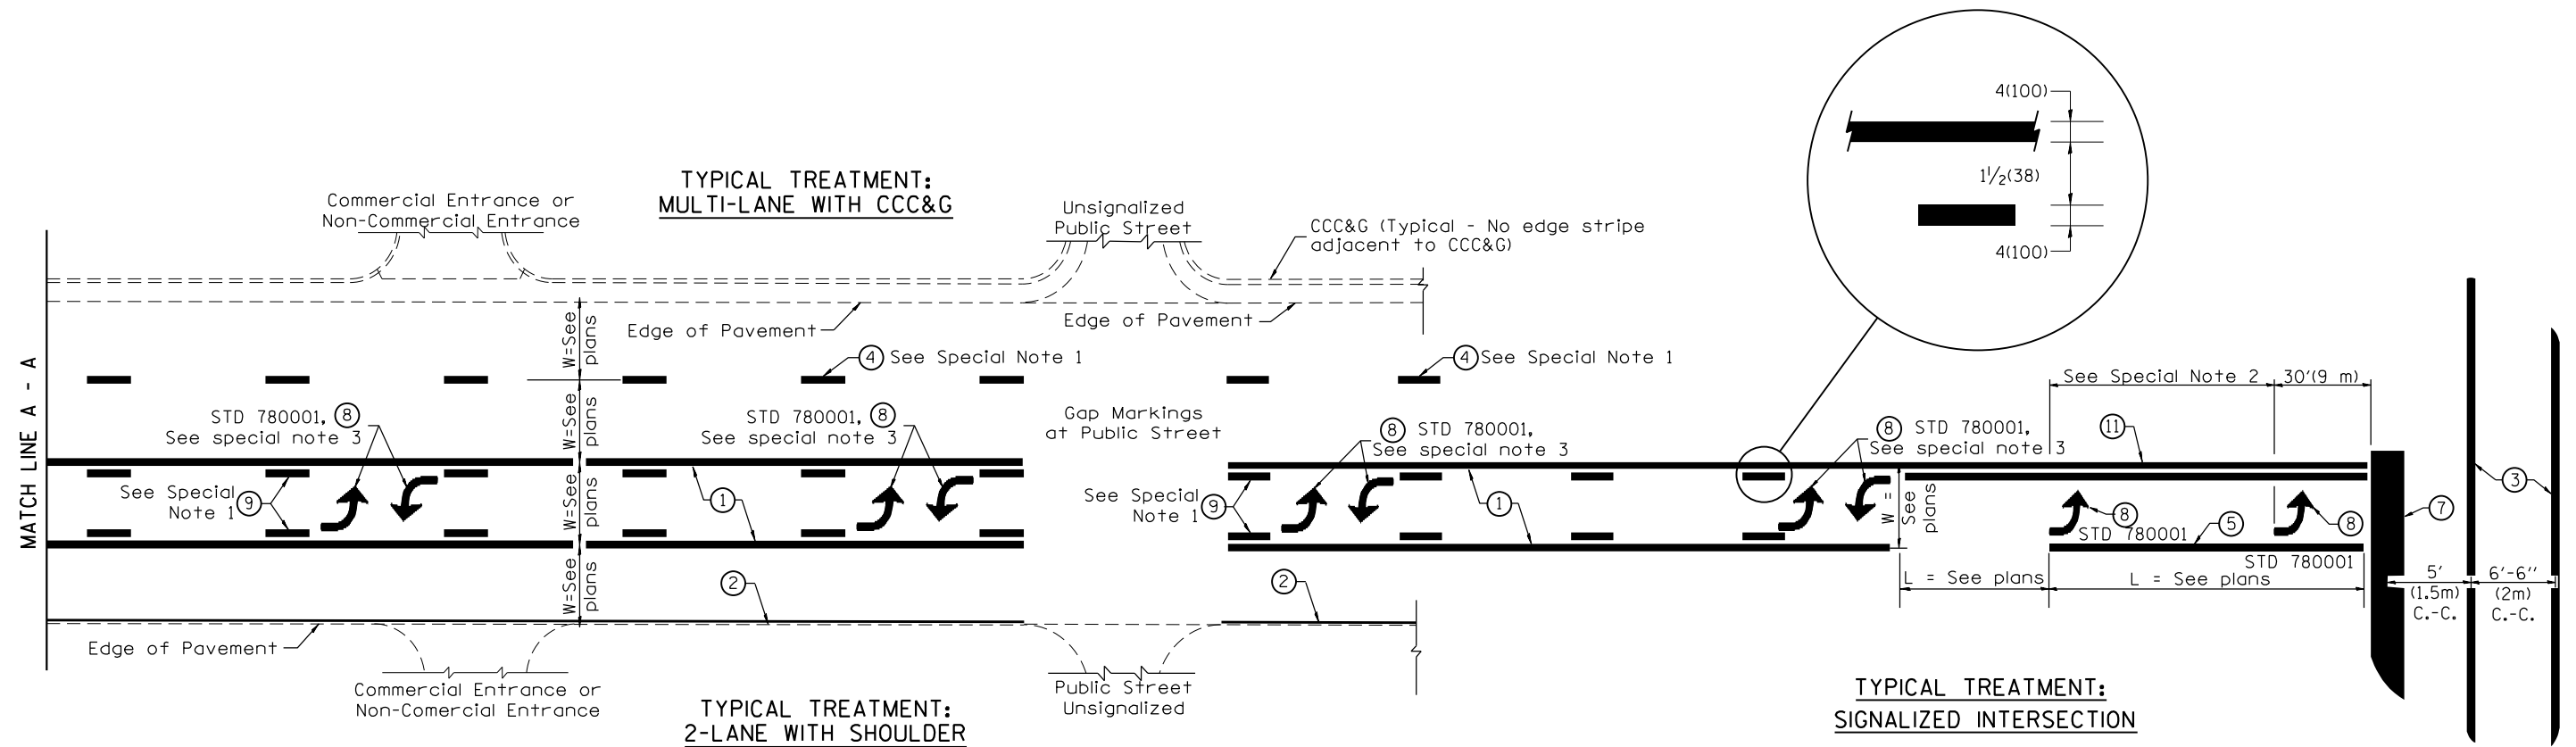 MATCH LINE A - A
TYPICAL TREATMENT:
MULTI-LANE WITH CCC&G
Commercial Entrance or
Non-Commercial Entrance
Unsignalized
Public Street
CCC&G (Typical - No edge stripe
adjacent to CCC&G)
4(100)
1 1/2(38)
4(100)
Edge of Pavement
Edge of Pavement
W=See
plans
4 See Special Note 1
4 See Special Note 1
See Special Note 2
30'(9 m)
STD 780001, 8
See special note 3
W=See
plans
STD 780001, 8
See special note 3
Gap Markings
at Public Street
8 STD 780001,
See special note 3
8 STD 780001,
See special note 3
11
See Special
Note 1
9
1
W=See
plans
See Special
Note 1
9
1
W =
See
plans
8
STD 780001
5
8
7
3
STD 780001
2
W=See
plans
2
L = See plans
L = See plans
5'
(1.5m)
C.-C.
6'-6"
(2m)
C.-C.
Edge of Pavement
Commercial Entrance or
Non-Comercial Entrance
Public Street
Unsignalized
TYPICAL TREATMENT:
2-LANE WITH SHOULDER
TYPICAL TREATMENT:
SIGNALIZED INTERSECTION